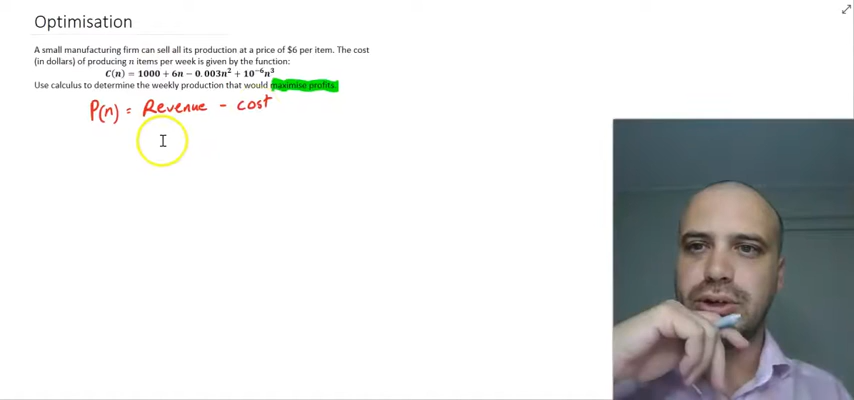 Optimisation
A small manufacturing firm can sell all its production at a price of $6 per item. The cost
(in dollars) of producing n items per week is given by the function:
C(n) = 1000 + 6n − 0.003n² + 10⁻⁶n³
Use calculus to determine the weekly production that would maximise profits.
P(n) = Revenue - cost